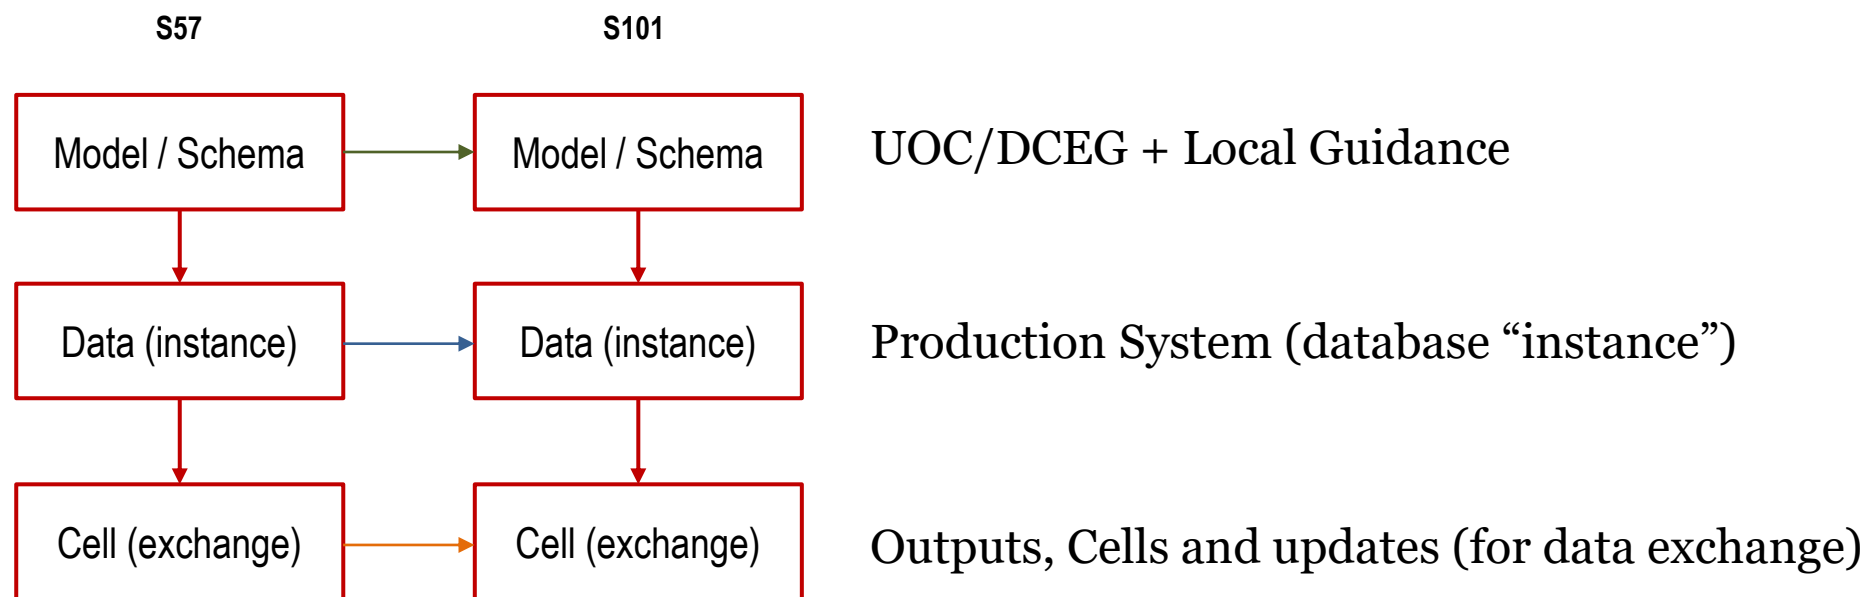 S57
S101
Model / Schema
Model / Schema
UOC/DCEG + Local Guidance
Data (instance)
Data (instance)
Production System (database “instance”)
Cell (exchange)
Cell (exchange)
Outputs, Cells and updates (for data exchange)